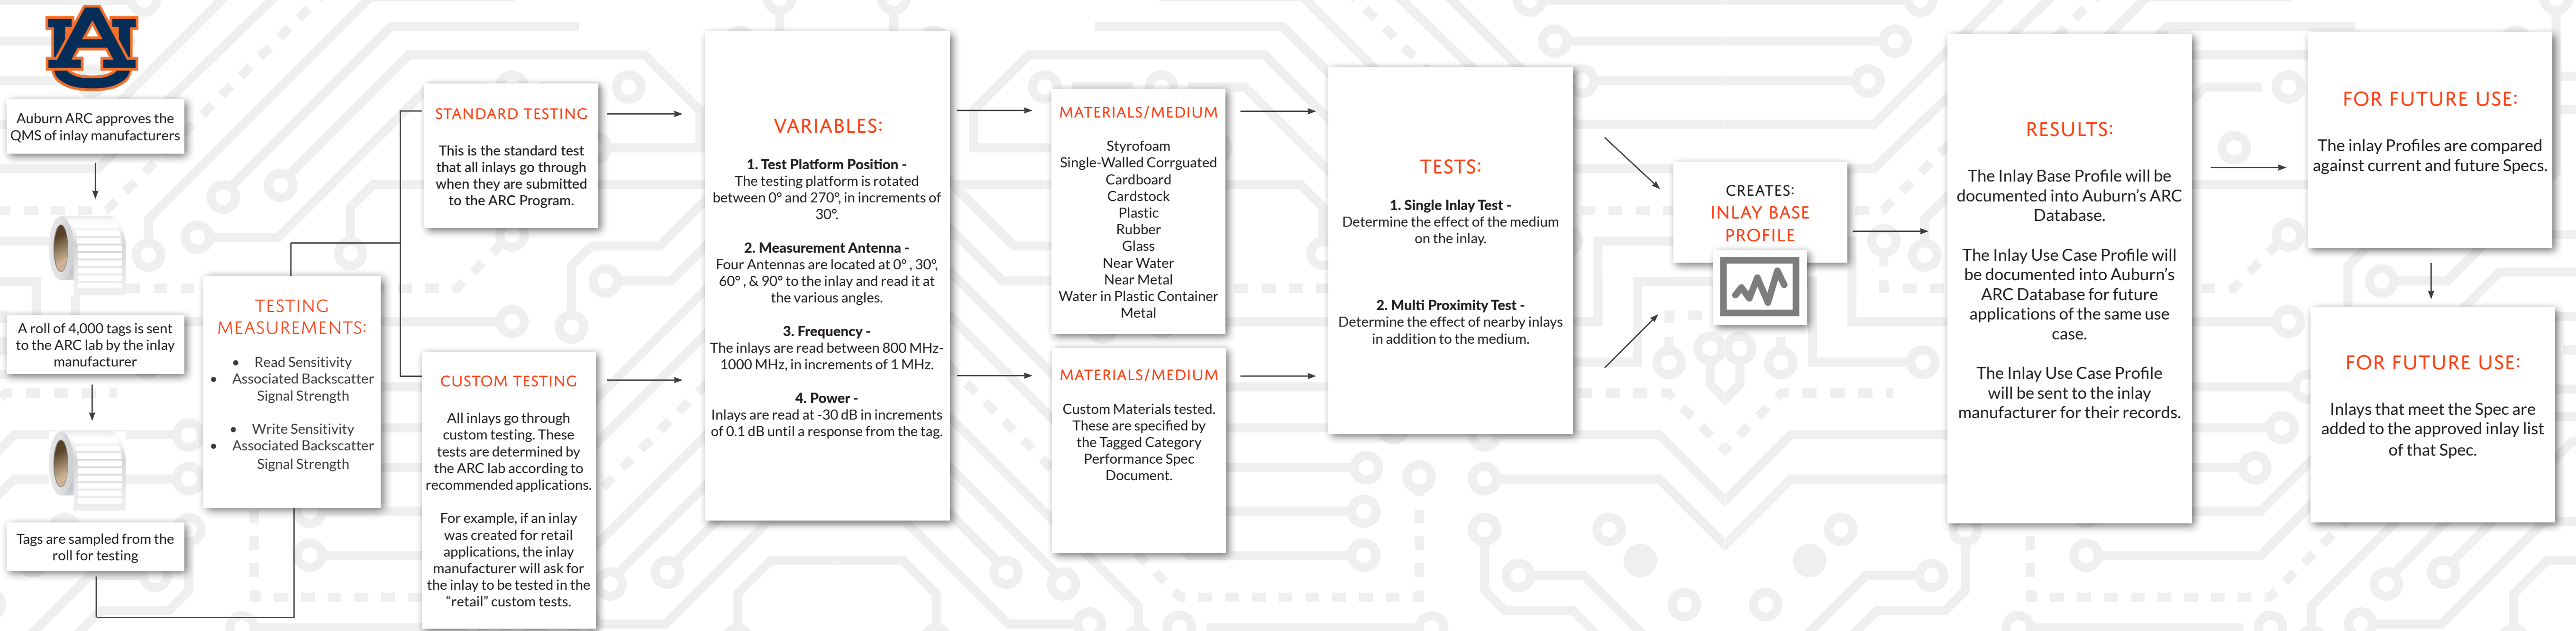 AU
Auburn ARC approves the
QMS of inlay manufacturers
A roll of 4,000 tags is sent
to the ARC lab by the inlay
manufacturer
Tags are sampled from the
roll for testing
TESTING
MEASUREMENTS:
• Read Sensitivity
• Associated Backscatter
Signal Strength
• Write Sensitivity
• Associated Backscatter
Signal Strength
STANDARD TESTING
This is the standard test
that all inlays go through
when they are submitted
to the ARC Program.
CUSTOM TESTING
All inlays go through
custom testing. These
tests are determined by
the ARC lab according to
recommended applications.
For example, if an inlay
was created for retail
applications, the inlay
manufacturer will ask for
the inlay to be tested in the
“retail” custom tests.
VARIABLES:
1. Test Platform Position -
The testing platform is rotated
between 0° and 270°, in increments of
30°.
2. Measurement Antenna -
Four Antennas are located at 0° , 30°,
60° , & 90° to the inlay and read it at
the various angles.
3. Frequency -
The inlays are read between 800 MHz-
1000 MHz, in increments of 1 MHz.
4. Power -
Inlays are read at -30 dB in increments
of 0.1 dB until a response from the tag.
MATERIALS/MEDIUM
Styrofoam
Single-Walled Corrguated
Cardboard
Cardstock
Plastic
Rubber
Glass
Near Water
Near Metal
Water in Plastic Container
Metal
MATERIALS/MEDIUM
Custom Materials tested.
These are specified by
the Tagged Category
Performance Spec
Document.
TESTS:
1. Single Inlay Test -
Determine the effect of the medium
on the inlay.
2. Multi Proximity Test -
Determine the effect of nearby inlays
in addition to the medium.
CREATES:
INLAY BASE
PROFILE
RESULTS:
The Inlay Base Profile will be
documented into Auburn’s ARC
Database.
The Inlay Use Case Profile will
be documented into Auburn’s
ARC Database for future
applications of the same use
case.
The Inlay Use Case Profile
will be sent to the inlay
manufacturer for their records.
FOR FUTURE USE:
The inlay Profiles are compared
against current and future Specs.
FOR FUTURE USE:
Inlays that meet the Spec are
added to the approved inlay list
of that Spec.